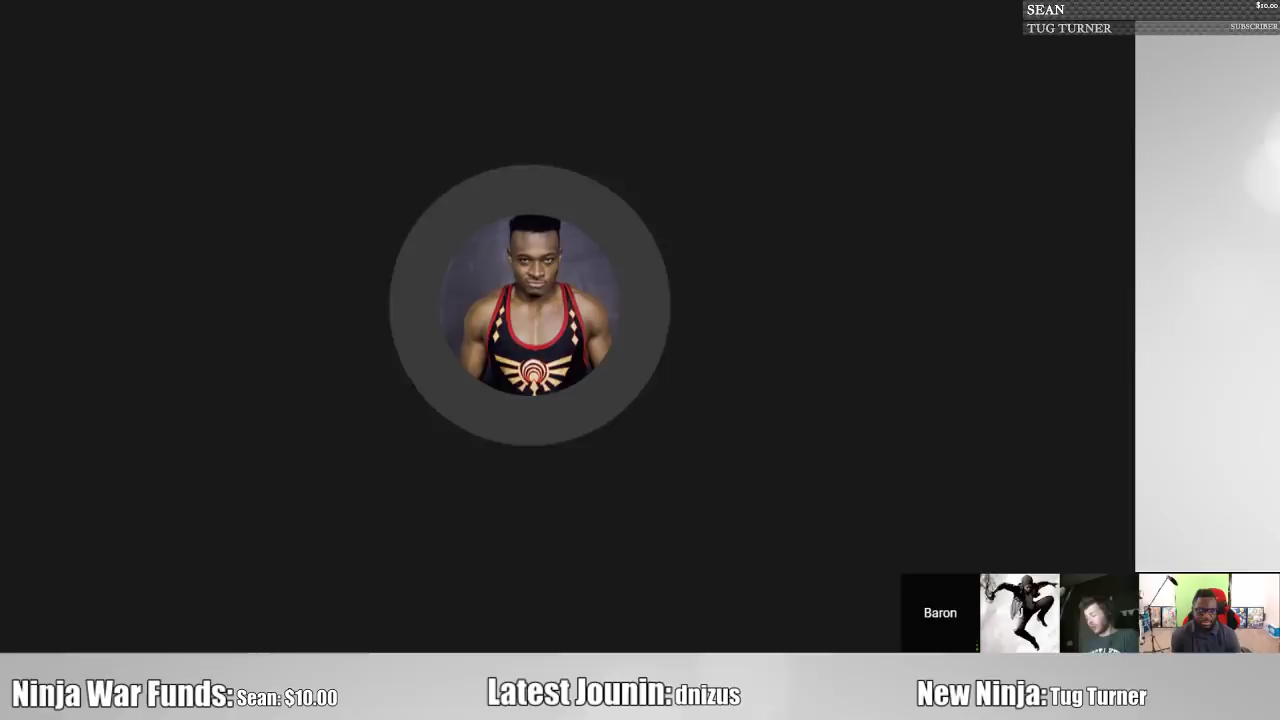 SEAN $10.00
TUG TURNER SUBSCRIBER
Baron
Ninja War Funds: Sean: $10.00
Latest Jounin: dnizus
New Ninja: Tug Turner